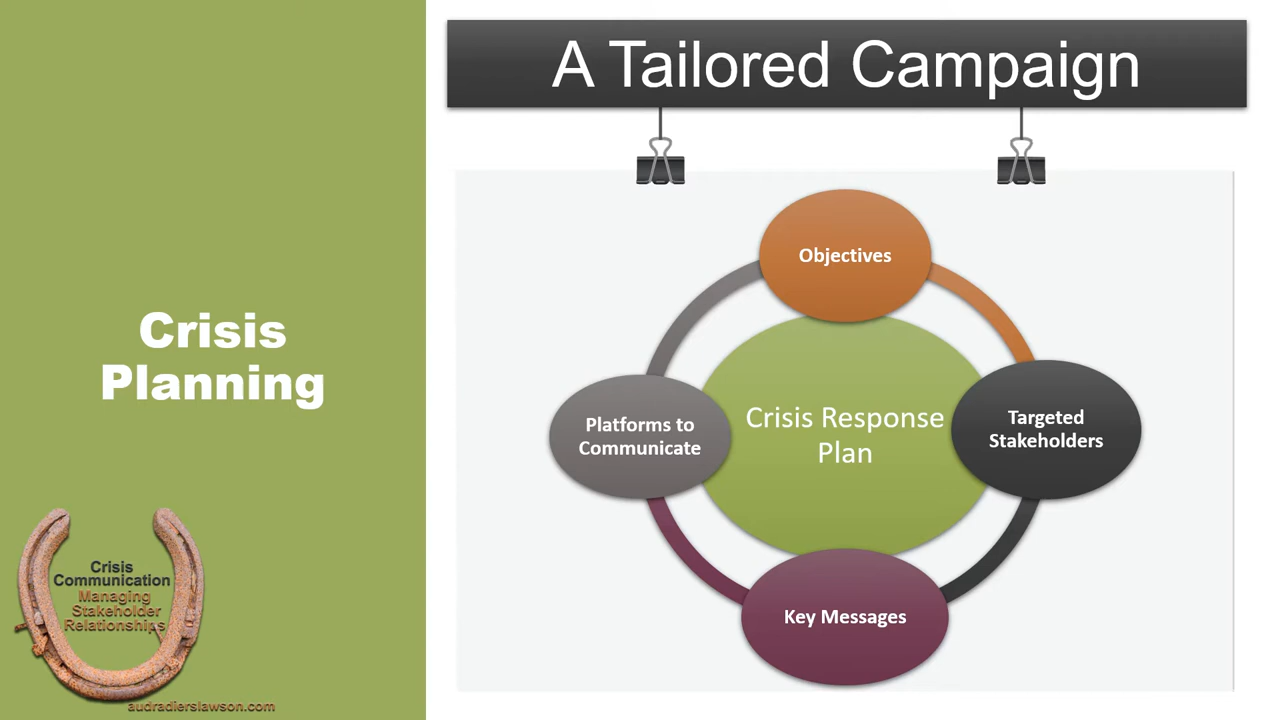 A Tailored Campaign
Crisis
Planning
Objectives
Platforms to
Communicate
Crisis Response
Plan
Targeted
Stakeholders
Key Messages
Crisis
Communication
Managing
Stakeholder
Relationships
audradierslawson.com